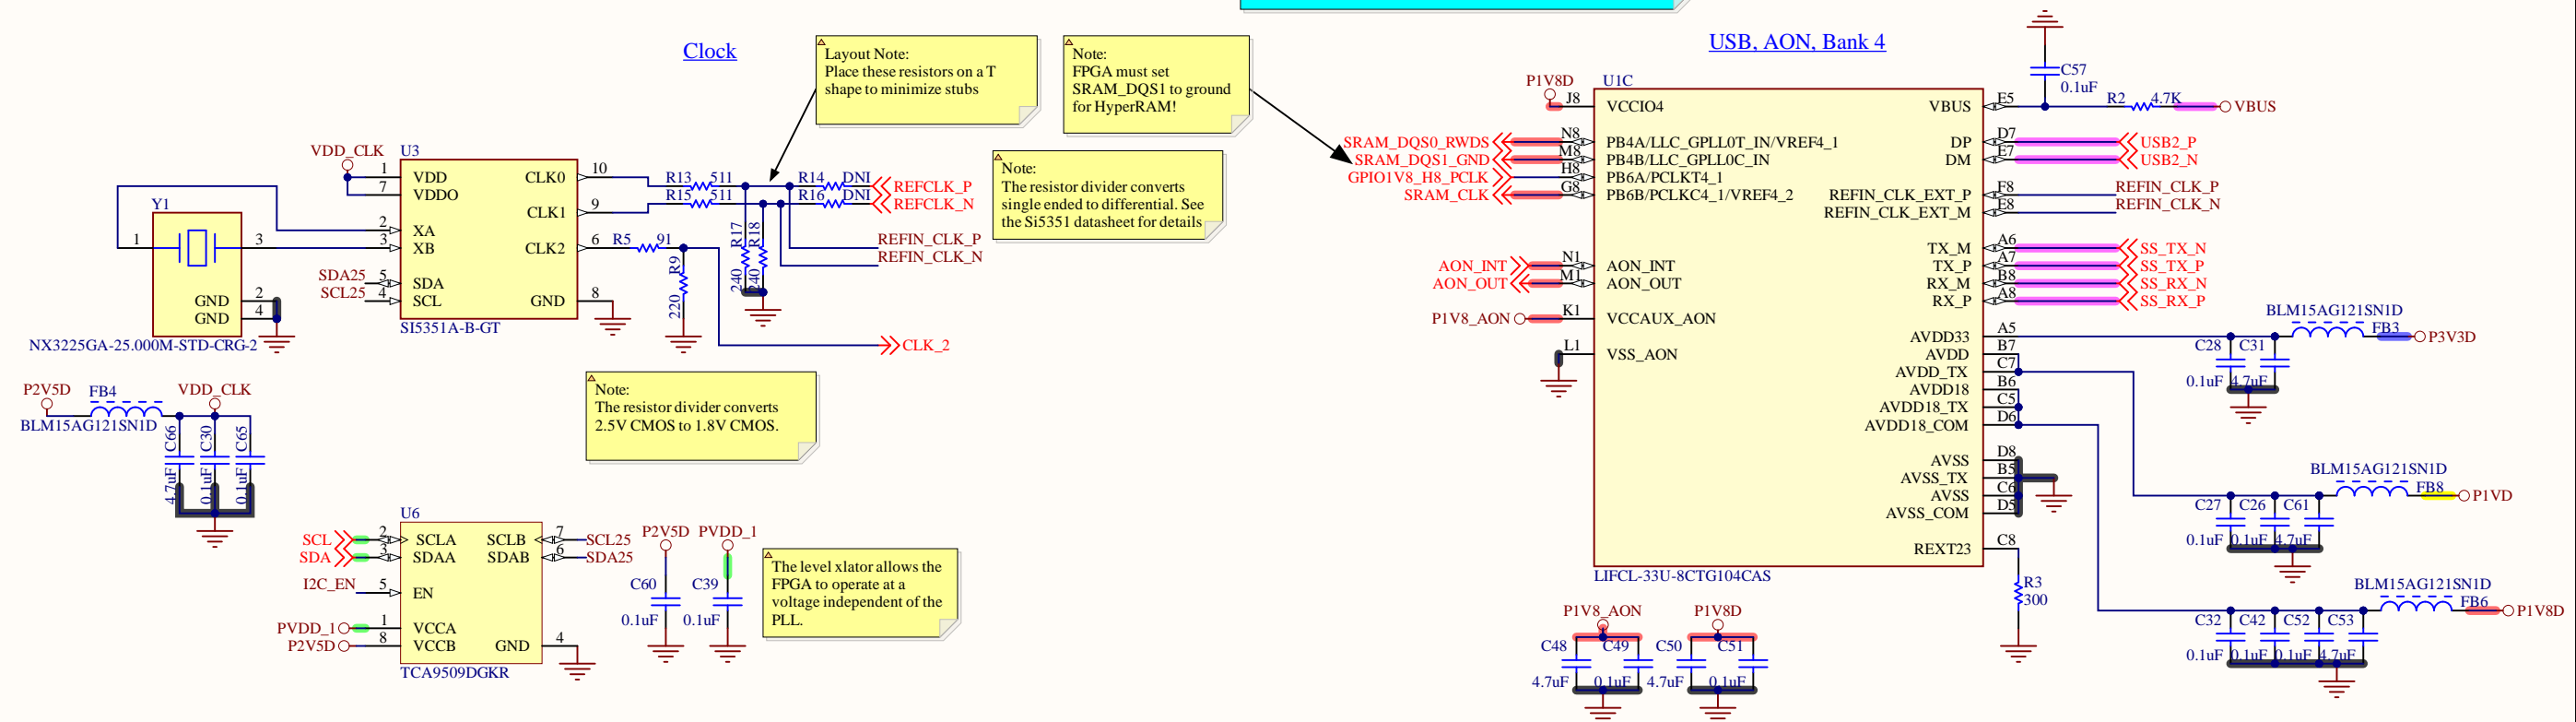 Clock
Layout Note:
Place these resistors on a T
shape to minimize stubs
Note:
FPGA must set
SRAM_DQS1 to ground
for HyperRAM!
Note:
The resistor divider converts
single ended to differential. See
the Si5351 datasheet for details
VDD_CLK
U3
1 VDD
7 VDDO
2 XA
3 XB
SDA25 5 SDA
SCL25 4 SCL
CLK0 10
CLK1 9
CLK2 6
GND 8
SI5351A-B-GT
Y1
1
3
GND 2
GND 4
NX3225GA-25.000M-STD-CRG-2
R13 511
R15 511
R14 DNI
R16 DNI
REFCLK_P
REFCLK_N
R17
240
R18
240
REFIN_CLK_P
REFIN_CLK_N
R5 91
R9
220
CLK_2
P2V5D
FB4
BLM15AG121SN1D
VDD_CLK
C66
4.7uF
C30
0.1uF
C65
0.1uF
Note:
The resistor divider converts
2.5V CMOS to 1.8V CMOS.
U6
SCL 2 SCLA
SDA 3 SDAA
I2C_EN 5 EN
PVDD_1 1 VCCA
P2V5D 8 VCCB
SCLB 7 SCL25
SDAB 6 SDA25
GND 4
TCA9509DGKR
P2V5D
C60
0.1uF
PVDD_1
C39
0.1uF
The level xlator allows the
FPGA to operate at a
voltage independent of the
PLL.
USB, AON, Bank 4
P1V8D
U1C
J8 VCCIO4
SRAM_DQS0_RWDS N8 PB4A/LLC_GPLL0T_IN/VREF4_1
SRAM_DQS1_GND M8 PB4B/LLC_GPLL0C_IN
GPIO1V8_H8_PCLK H8 PB6A/PCLKT4_1
SRAM_CLK G8 PB6B/PCLKC4_1/VREF4_2
AON_INT N1 AON_INT
AON_OUT M1 AON_OUT
P1V8_AON K1 VCCAUX_AON
L1 VSS_AON
VBUS E5
C57
0.1uF
R2 4.7K VBUS
DP D7 USB2_P
DM E7 USB2_N
REFIN_CLK_EXT_P F8 REFIN_CLK_P
REFIN_CLK_EXT_M E8 REFIN_CLK_N
TX_M A6 SS_TX_N
TX_P A7 SS_TX_P
RX_M B8 SS_RX_N
RX_P A8 SS_RX_P
AVDD33 A5
AVDD B7
AVDD_TX C7
AVDD18 B6
AVDD18_TX C5
AVDD18_COM D6
AVSS D8
AVSS_TX B5
AVSS C6
AVSS_COM D5
REXT23 C8
R3
300
LIFCL-33U-8CTG104CAS
BLM15AG121SN1D
FB3 P3V3D
C28 C31
0.1uF 4.7uF
BLM15AG121SN1D
FB8 P1VD
C27 C26 C61
0.1uF 0.1uF 4.7uF
BLM15AG121SN1D
FB6 P1V8D
C32 C42 C52 C53
0.1uF 0.1uF 0.1uF 4.7uF
P1V8_AON
C48 C49
4.7uF 0.1uF
P1V8D
C50 C51
4.7uF 0.1uF